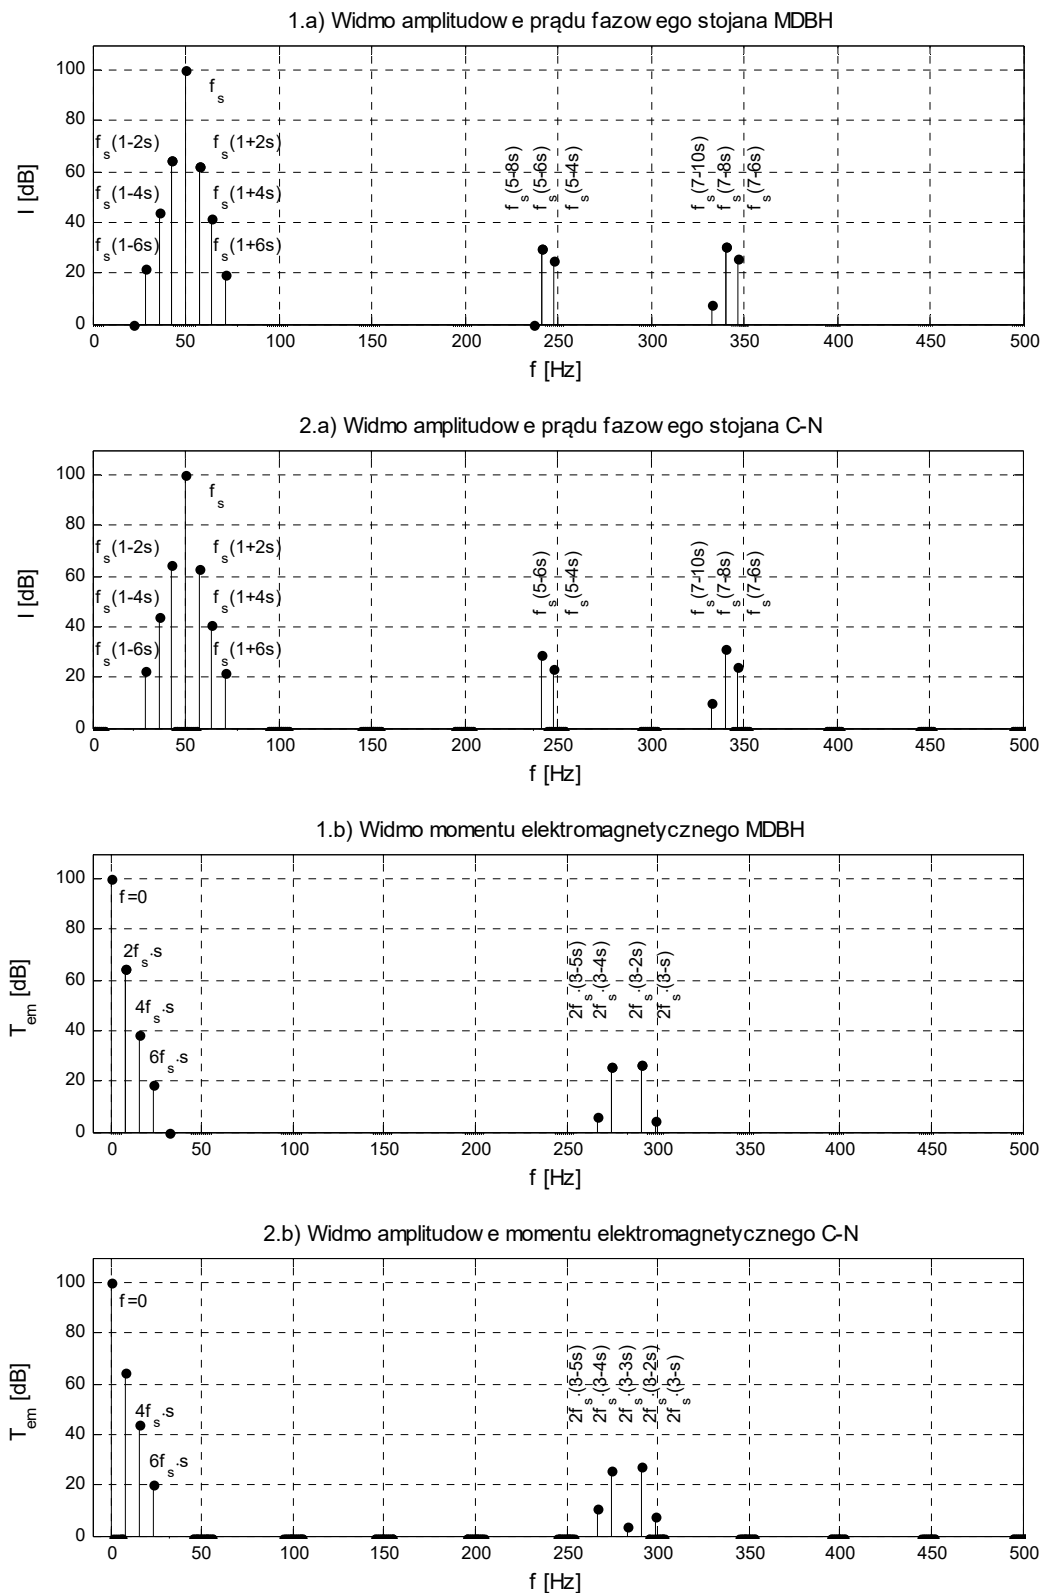 1.a) Widmo amplitudowe prądu fazowego stojana MDBH
I [dB]
100
80
60
40
20
0
f_s
f_s(1-2s)
f_s(1+2s)
f_s(1-4s)
f_s(1+4s)
f_s(1-6s)
f_s(1+6s)
f_s(5-8s)
f_s(5-6s)
f_s(5-4s)
f_s(7-10s)
f_s(7-8s)
f_s(7-6s)
0 50 100 150 200 250 300 350 400 450 500
f [Hz]
2.a) Widmo amplitudowe prądu fazowego stojana C-N
I [dB]
100
80
60
40
20
0
f_s
f_s(1-2s)
f_s(1+2s)
f_s(1-4s)
f_s(1+4s)
f_s(1-6s)
f_s(1+6s)
f_s(5-6s)
f_s(5-4s)
f_s(7-10s)
f_s(7-8s)
f_s(7-6s)
0 50 100 150 200 250 300 350 400 450 500
f [Hz]
1.b) Widmo momentu elektromagnetycznego MDBH
T_em [dB]
100
80
60
40
20
0
f=0
2f_s·s
4f_s·s
6f_s·s
2f_s·(3-5s)
2f_s·(3-4s)
2f_s·(3-2s)
2f_s·(3-s)
0 50 100 150 200 250 300 350 400 450 500
f [Hz]
2.b) Widmo amplitudowe momentu elektromagnetycznego C-N
T_em [dB]
100
80
60
40
20
0
f=0
4f_s·s
6f_s·s
2f_s·(3-5s)
2f_s·(3-4s)
2f_s·(3-3s)
2f_s·(3-2s)
2f_s·(3-s)
0 50 100 150 200 250 300 350 400 450 500
f [Hz]